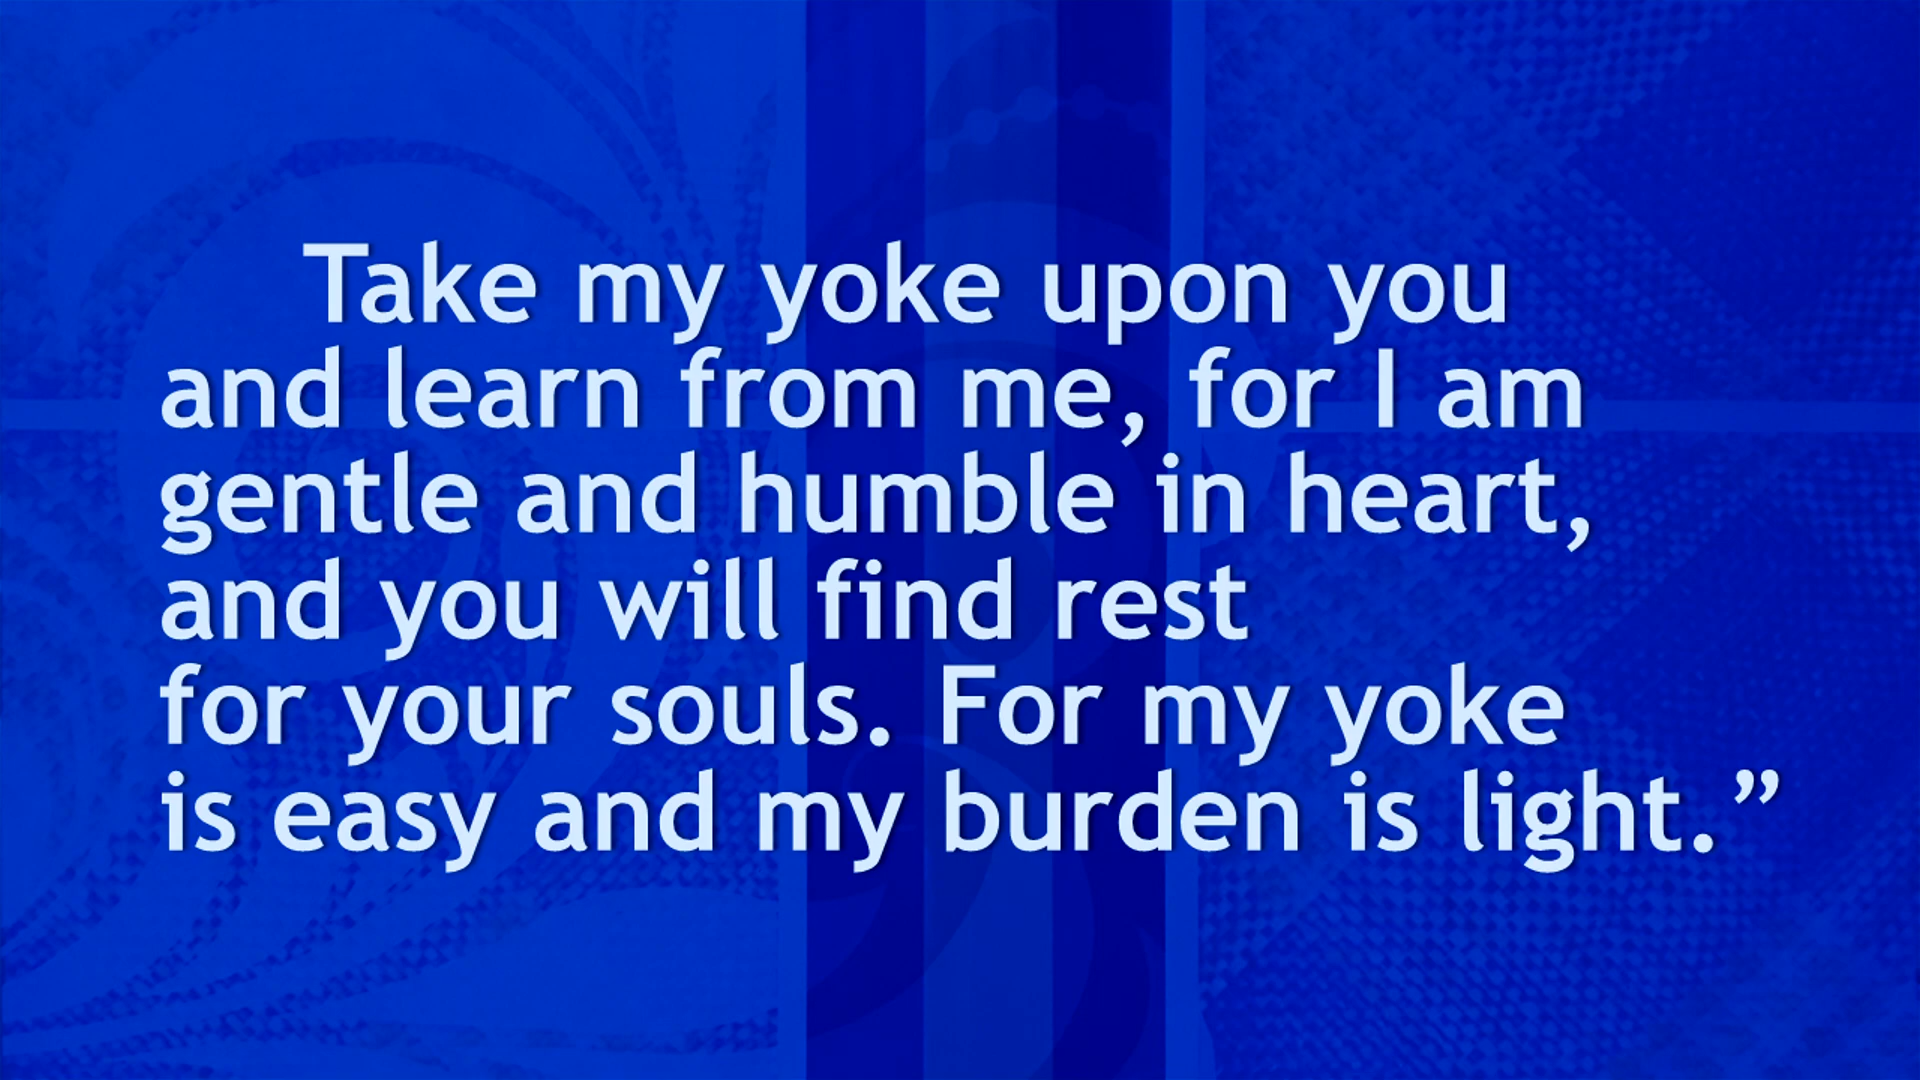 Take my yoke upon you
and learn from me, for I am
gentle and humble in heart,
and you will find rest
for your souls. For my yoke
is easy and my burden is light.”